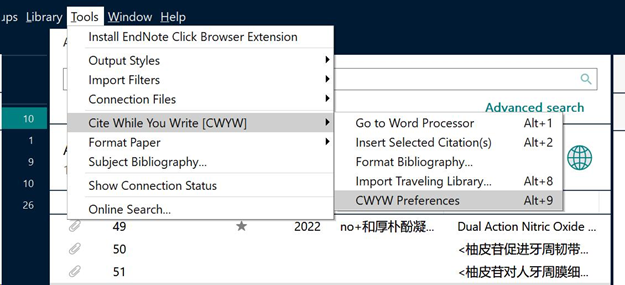 ups Library Tools Window Help
Install EndNote Click Browser Extension
Output Styles
Import Filters
Connection Files
Advanced search
10
Cite While You Write [CWYW]
Go to Word Processor Alt+1
1
Format Paper
Insert Selected Citation(s) Alt+2
9
Subject Bibliography...
Format Bibliography...
10
Show Connection Status
Import Traveling Library... Alt+8
26
Online Search...
CWYW Preferences Alt+9
49 2022 no+和厚朴酚凝... Dual Action Nitric Oxide ...
50 <柚皮苷促进牙周韧带...
51 <柚皮苷对人牙周膜细...